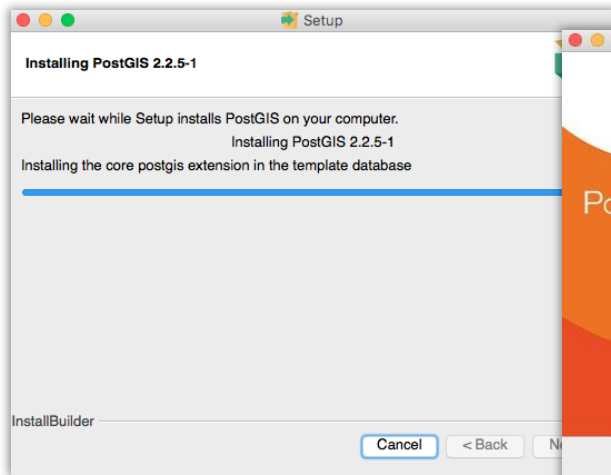 Setup
Installing PostGIS 2.2.5-1
Please wait while Setup installs PostGIS on your computer.
Installing PostGIS 2.2.5-1
Installing the core postgis extension in the template database
Po
InstallBuilder
Cancel
< Back
N